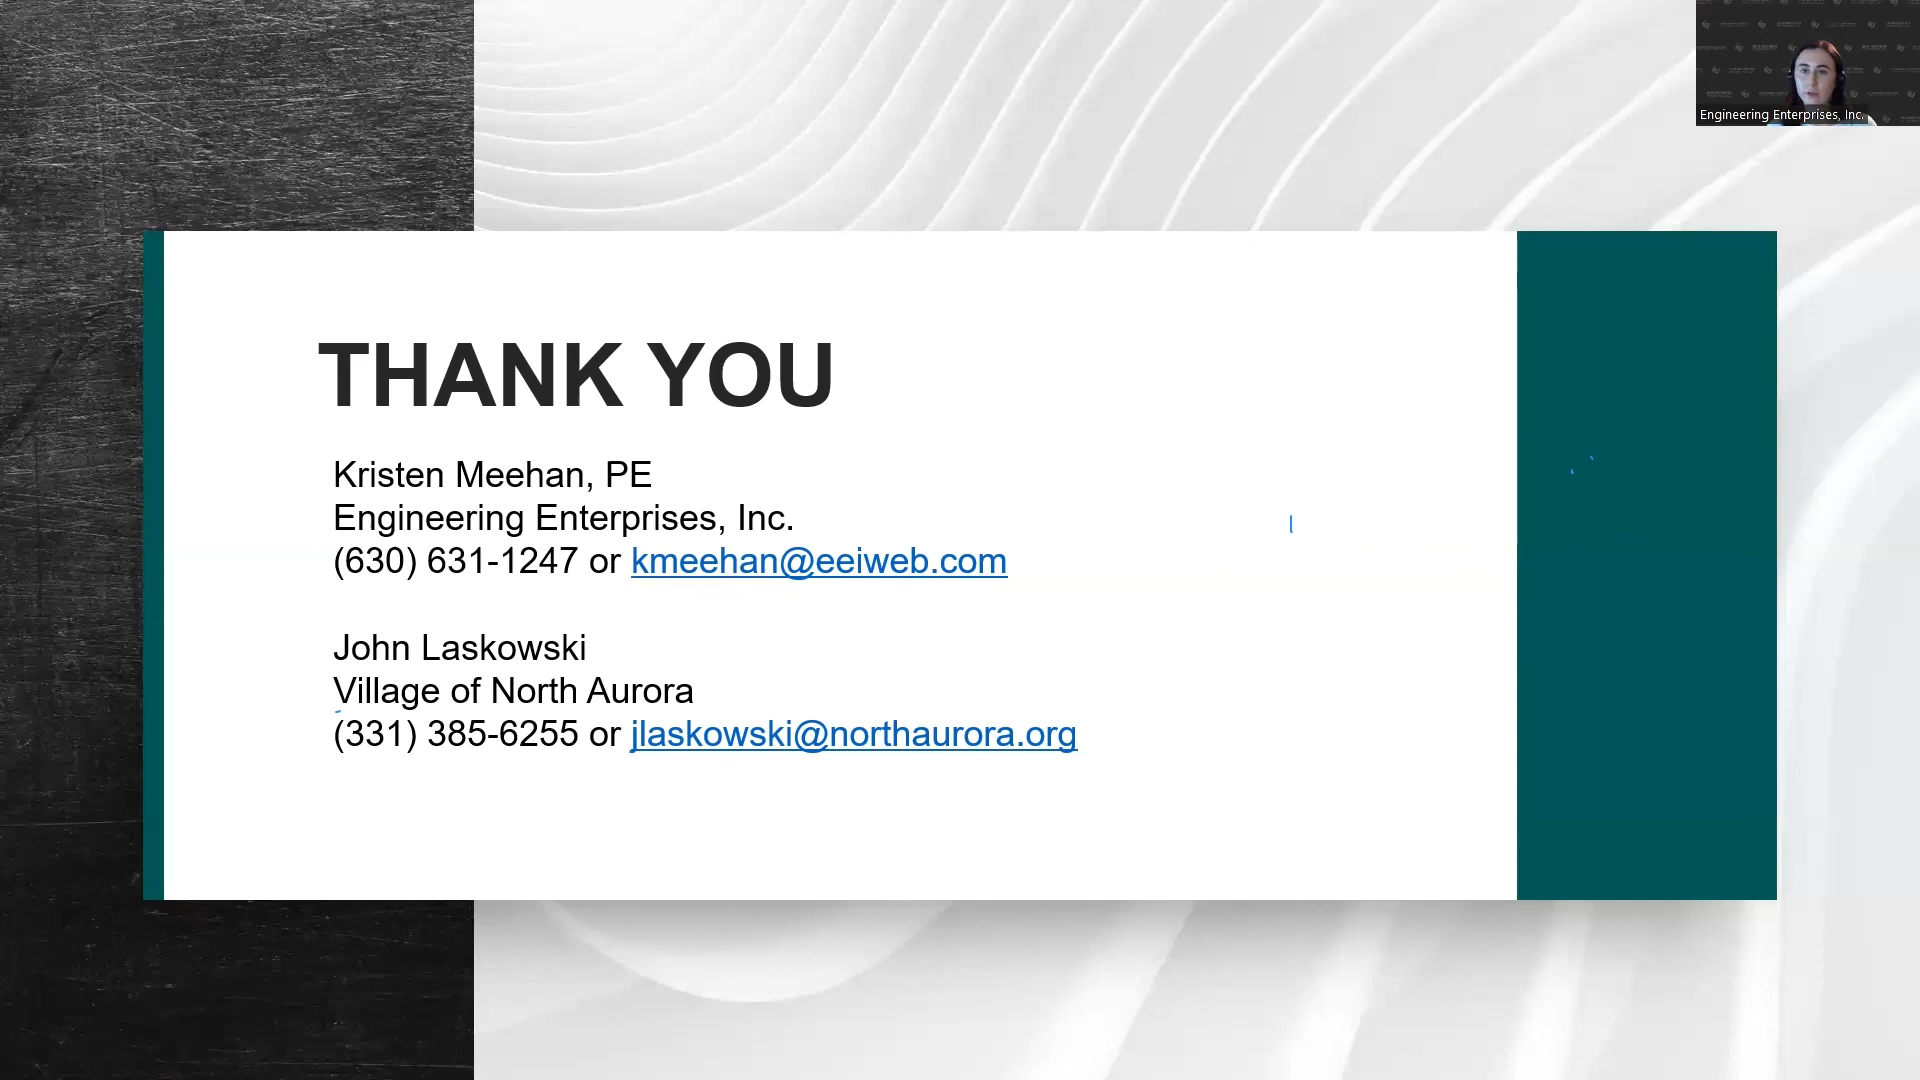 Engineering Enterprises, Inc.
THANK YOU
Kristen Meehan, PE
Engineering Enterprises, Inc.
(630) 631-1247 or kmeehan@eeiweb.com
John Laskowski
Village of North Aurora
(331) 385-6255 or jlaskowski@northaurora.org